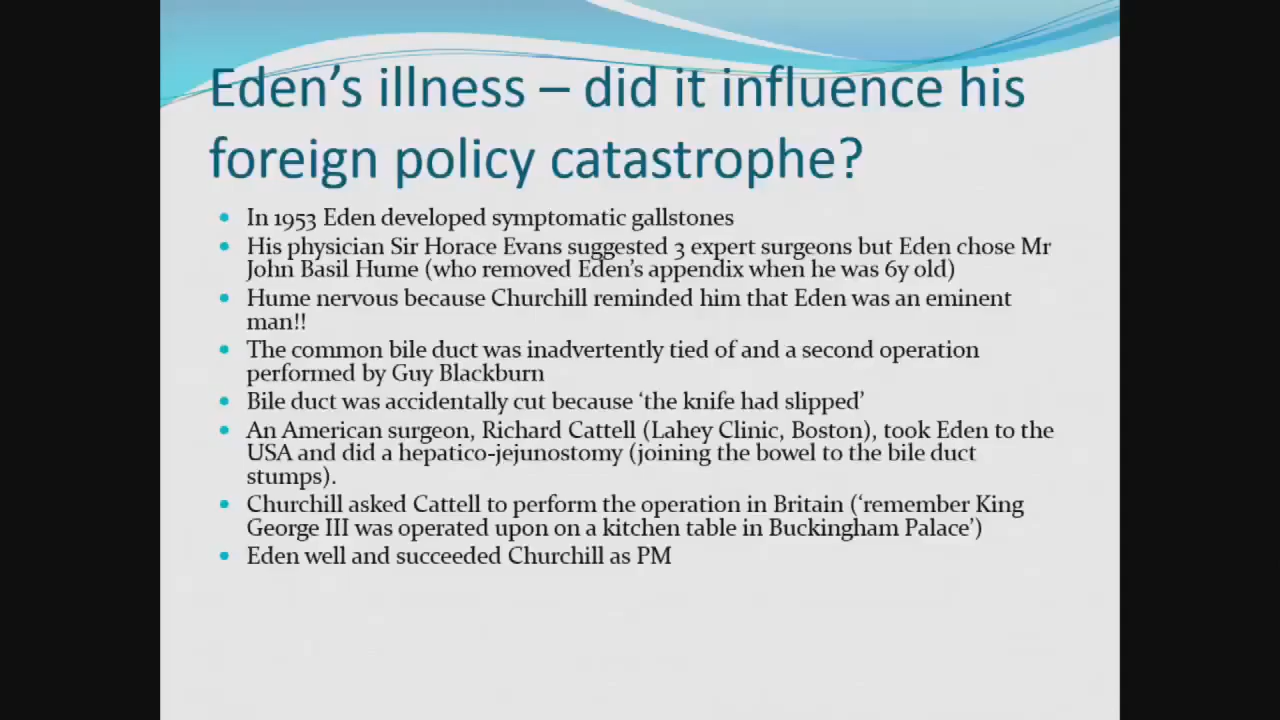 Eden’s illness – did it influence his
foreign policy catastrophe?
• In 1953 Eden developed symptomatic gallstones
• His physician Sir Horace Evans suggested 3 expert surgeons but Eden chose Mr
John Basil Hume (who removed Eden’s appendix when he was 6y old)
• Hume nervous because Churchill reminded him that Eden was an eminent
man!!
• The common bile duct was inadvertently tied of and a second operation
performed by Guy Blackburn
• Bile duct was accidentally cut because ‘the knife had slipped’
• An American surgeon, Richard Cattell (Lahey Clinic, Boston), took Eden to the
USA and did a hepatico-jejunostomy (joining the bowel to the bile duct
stumps).
• Churchill asked Cattell to perform the operation in Britain (‘remember King
George III was operated upon on a kitchen table in Buckingham Palace’)
• Eden well and succeeded Churchill as PM